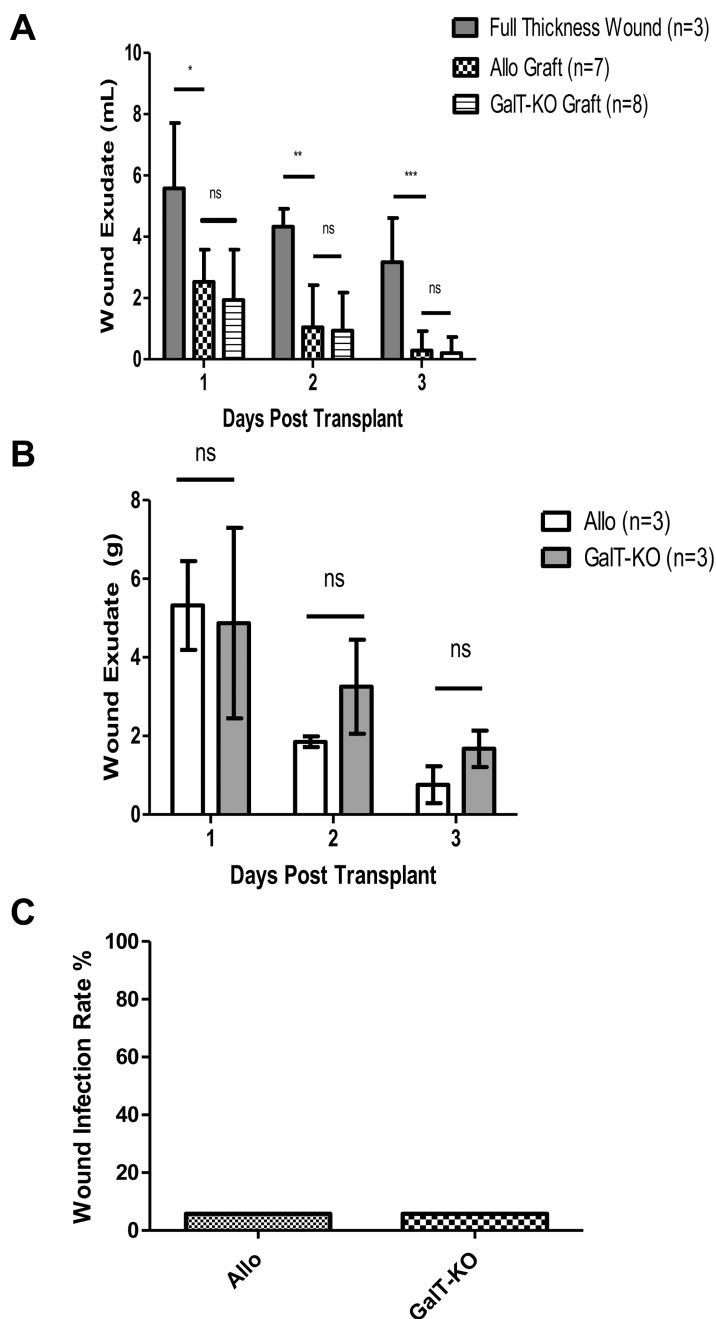 A
Full Thickness Wound (n=3)
Allo Graft (n=7)
GalT-KO Graft (n=8)
Wound Exudate (mL)
10
8
6
4
2
0
*
ns
**
ns
***
ns
1 2 3
Days Post Transplant
B
Allo (n=3)
GalT-KO (n=3)
Wound Exudate (g)
8
6
4
2
0
ns
ns
ns
1 2 3
Days Post Transplant
C
Wound Infection Rate %
100
80
60
40
20
0
Allo
GalT-KO